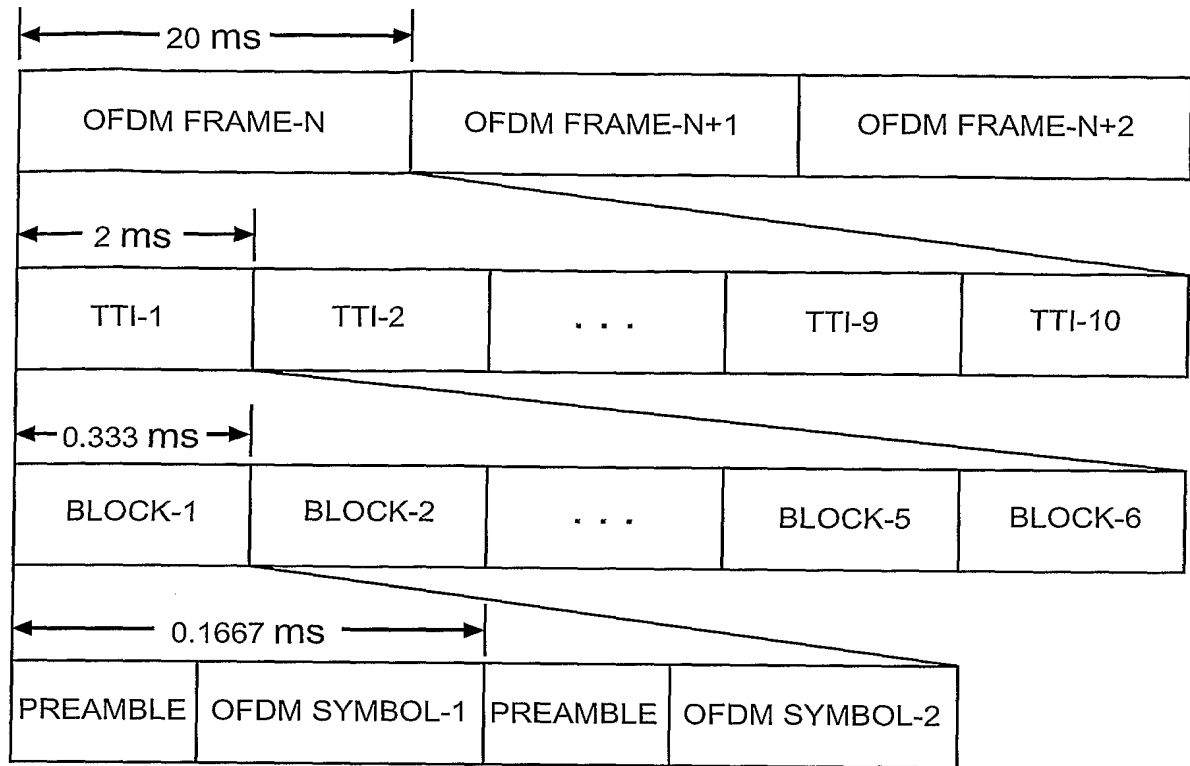 20 ms
OFDM FRAME-N OFDM FRAME-N+1 OFDM FRAME-N+2
2 ms
TTI-1 TTI-2 . . . TTI-9 TTI-10
0.333 ms
BLOCK-1 BLOCK-2 . . . BLOCK-5 BLOCK-6
0.1667 ms
PREAMBLE OFDM SYMBOL-1 PREAMBLE OFDM SYMBOL-2